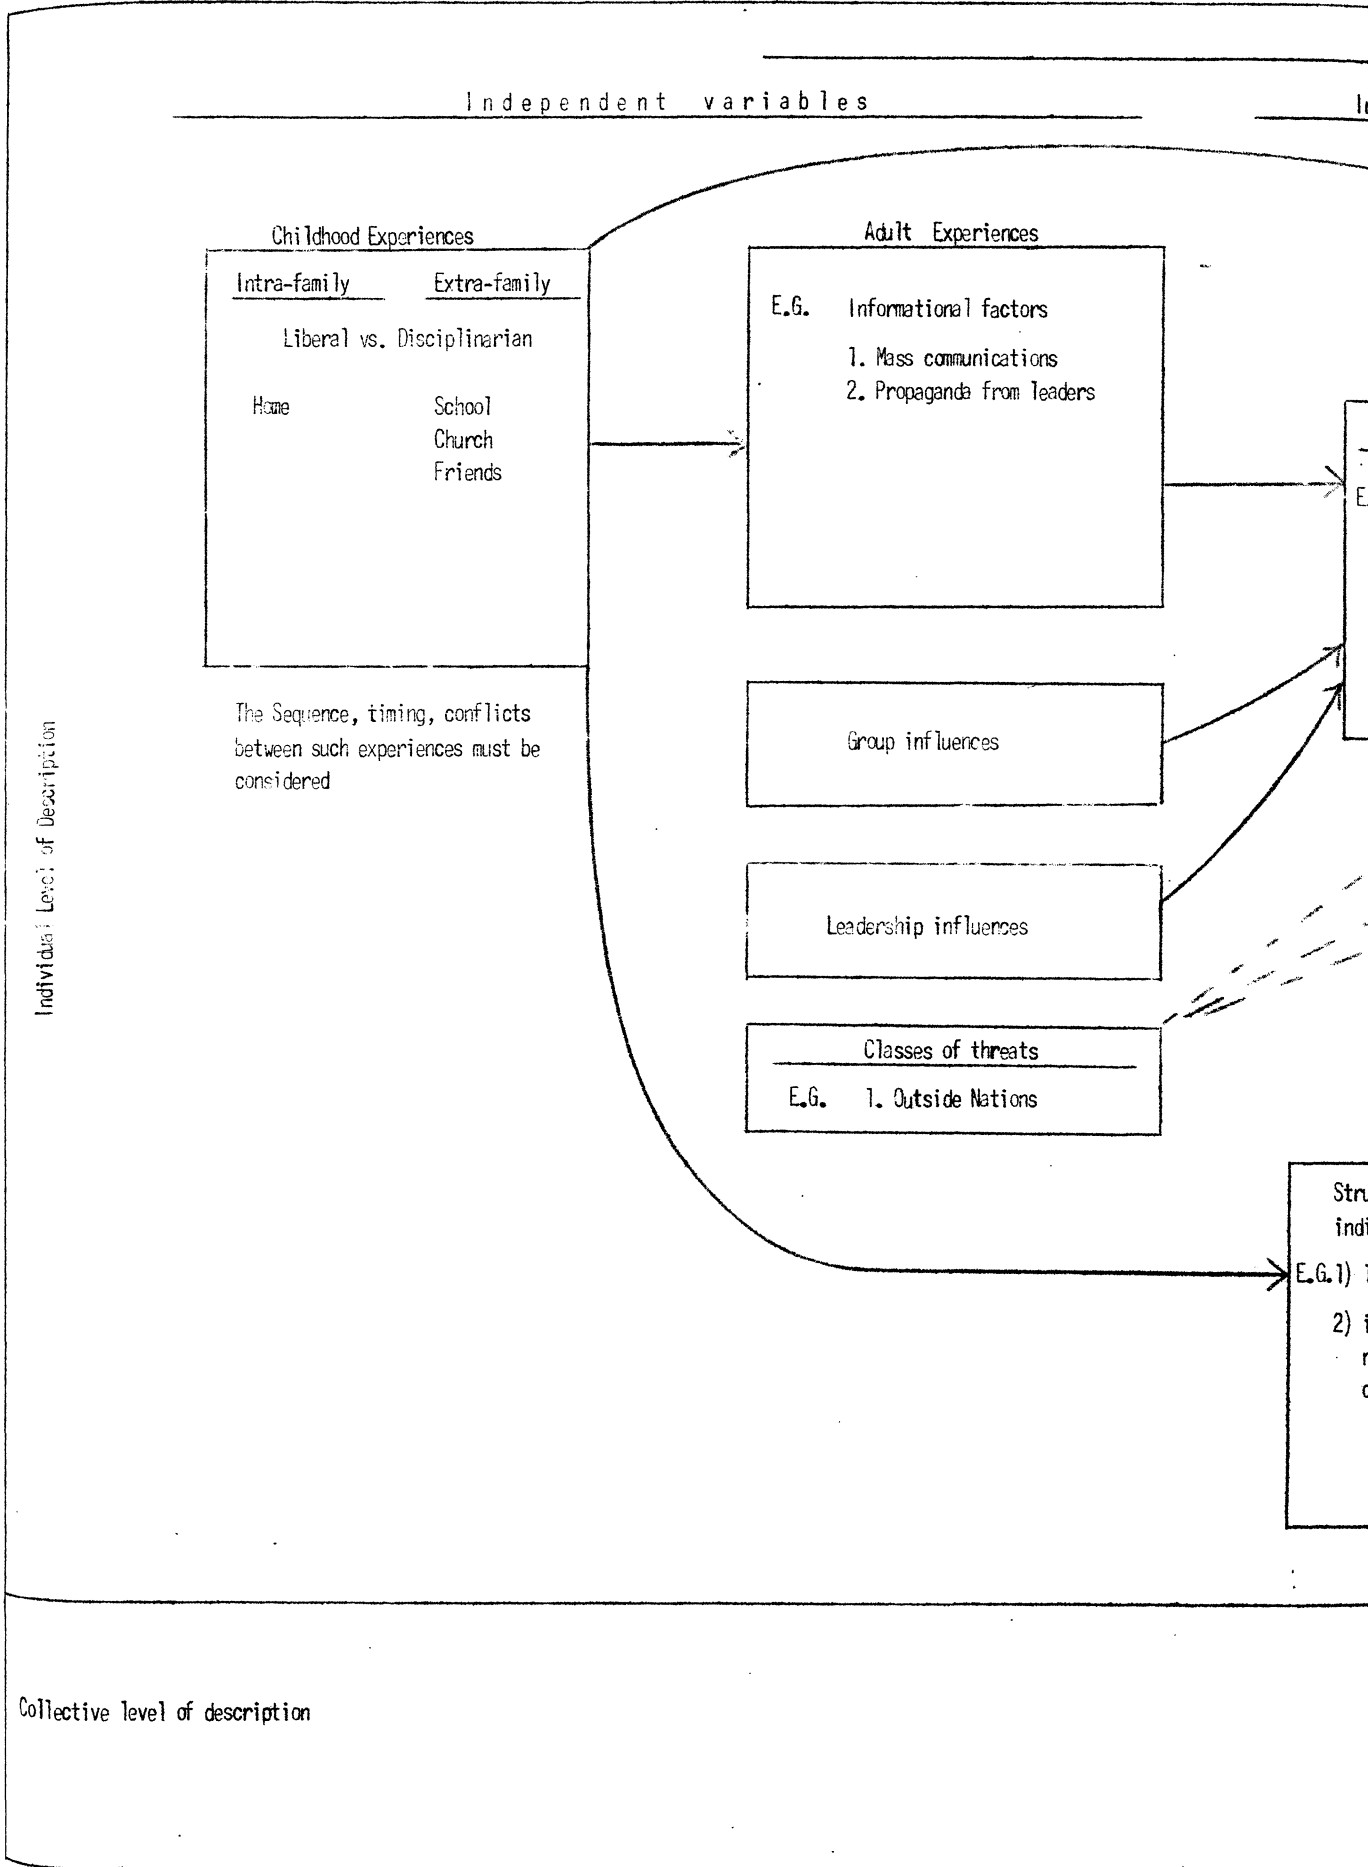 Independent variables
Childhood Experiences
Intra-family Extra-family
Liberal vs. Disciplinarian
Home School
Church
Friends
The Sequence, timing, conflicts
between such experiences must be
considered
Adult Experiences
E.G. Informational factors
1. Mass communications
2. Propaganda from leaders
Group influences
Leadership influences
Classes of threats
E.G. 1. Outside Nations
E.G.1)
2)
Individual Level of Description
Collective level of description